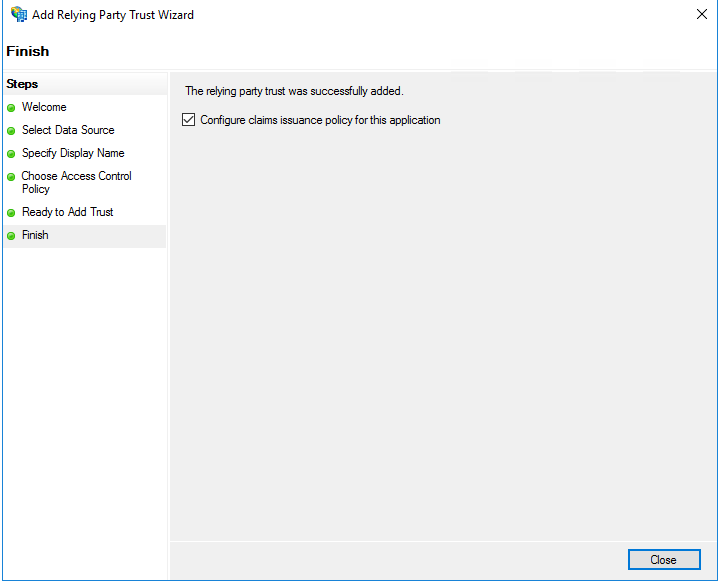 Add Relying Party Trust Wizard
Finish
Steps
Welcome
Select Data Source
Specify Display Name
Choose Access Control
Policy
Ready to Add Trust
Finish
The relying party trust was successfully added.
Configure claims issuance policy for this application
Close